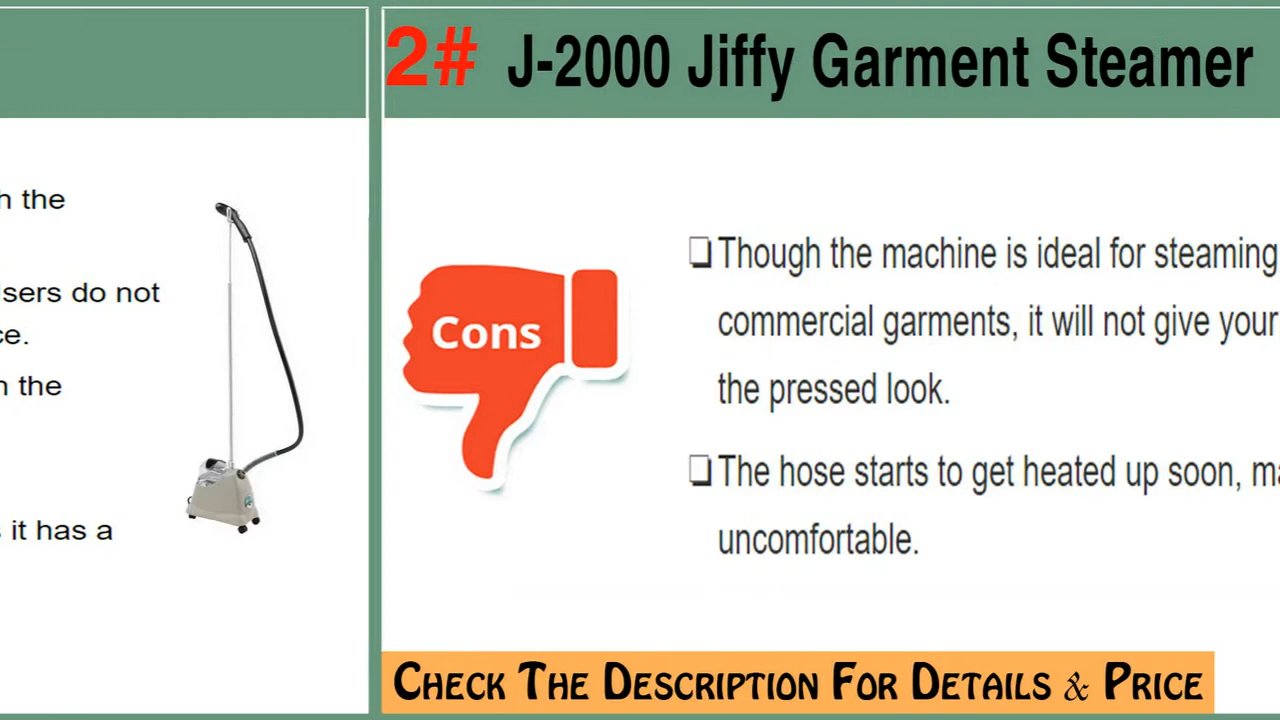 h the
sers do not
ce.
n the
it has a
2# J-2000 Jiffy Garment Steamer
Cons
Though the machine is ideal for steaming
commercial garments, it will not give your
the pressed look.
The hose starts to get heated up soon, ma
uncomfortable.
Check The Description For Details & Price